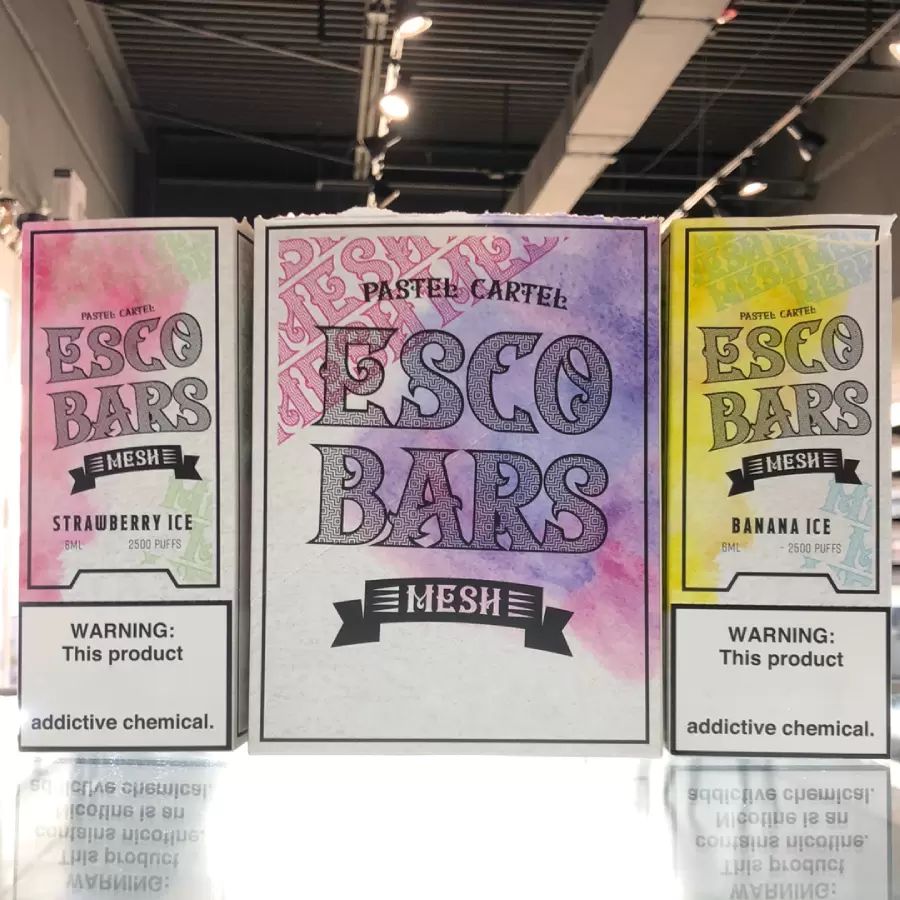 PASTEL CARTEL
ESCO
BARS
MESH
STRAWBERRY ICE
6ML 2500 PUFFS
WARNING:
This product
addictive chemical.
MESH
PASTEL CARTEL
ESCO
BARS
MESH
PASTEL CARTEL
ESCO
BARS
MESH
BANANA ICE
6ML - 2500 PUFFS
WARNING:
This product
addictive chemical.